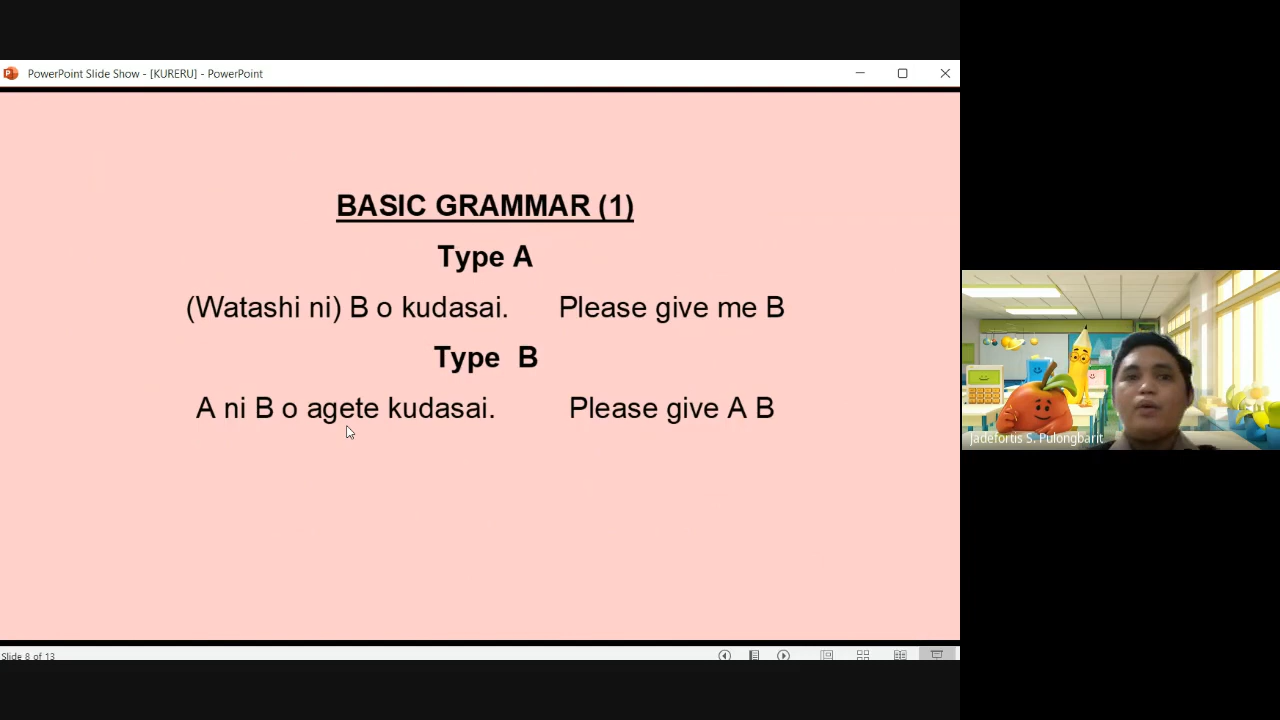 PowerPoint Slide Show - [KURERU] - PowerPoint
BASIC GRAMMAR (1)
Type A
(Watashi ni) B o kudasai. Please give me B
Type B
A ni B o agete kudasai. Please give A B
Jadefortis S. Pulongbarit
Slide 8 of 13